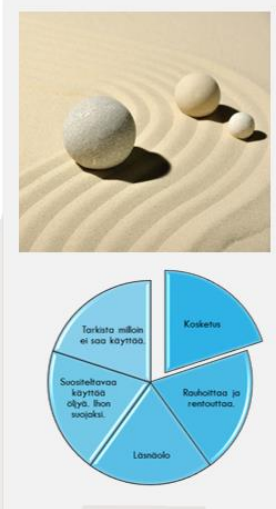 Kosketus
Rauhoittaa ja
rentouttaa.
Läsnäolo
Suositeltavaa
käyttää
öljyä. Ihon
suojaksi.
Tarkista milloin
ei saa käyttää.